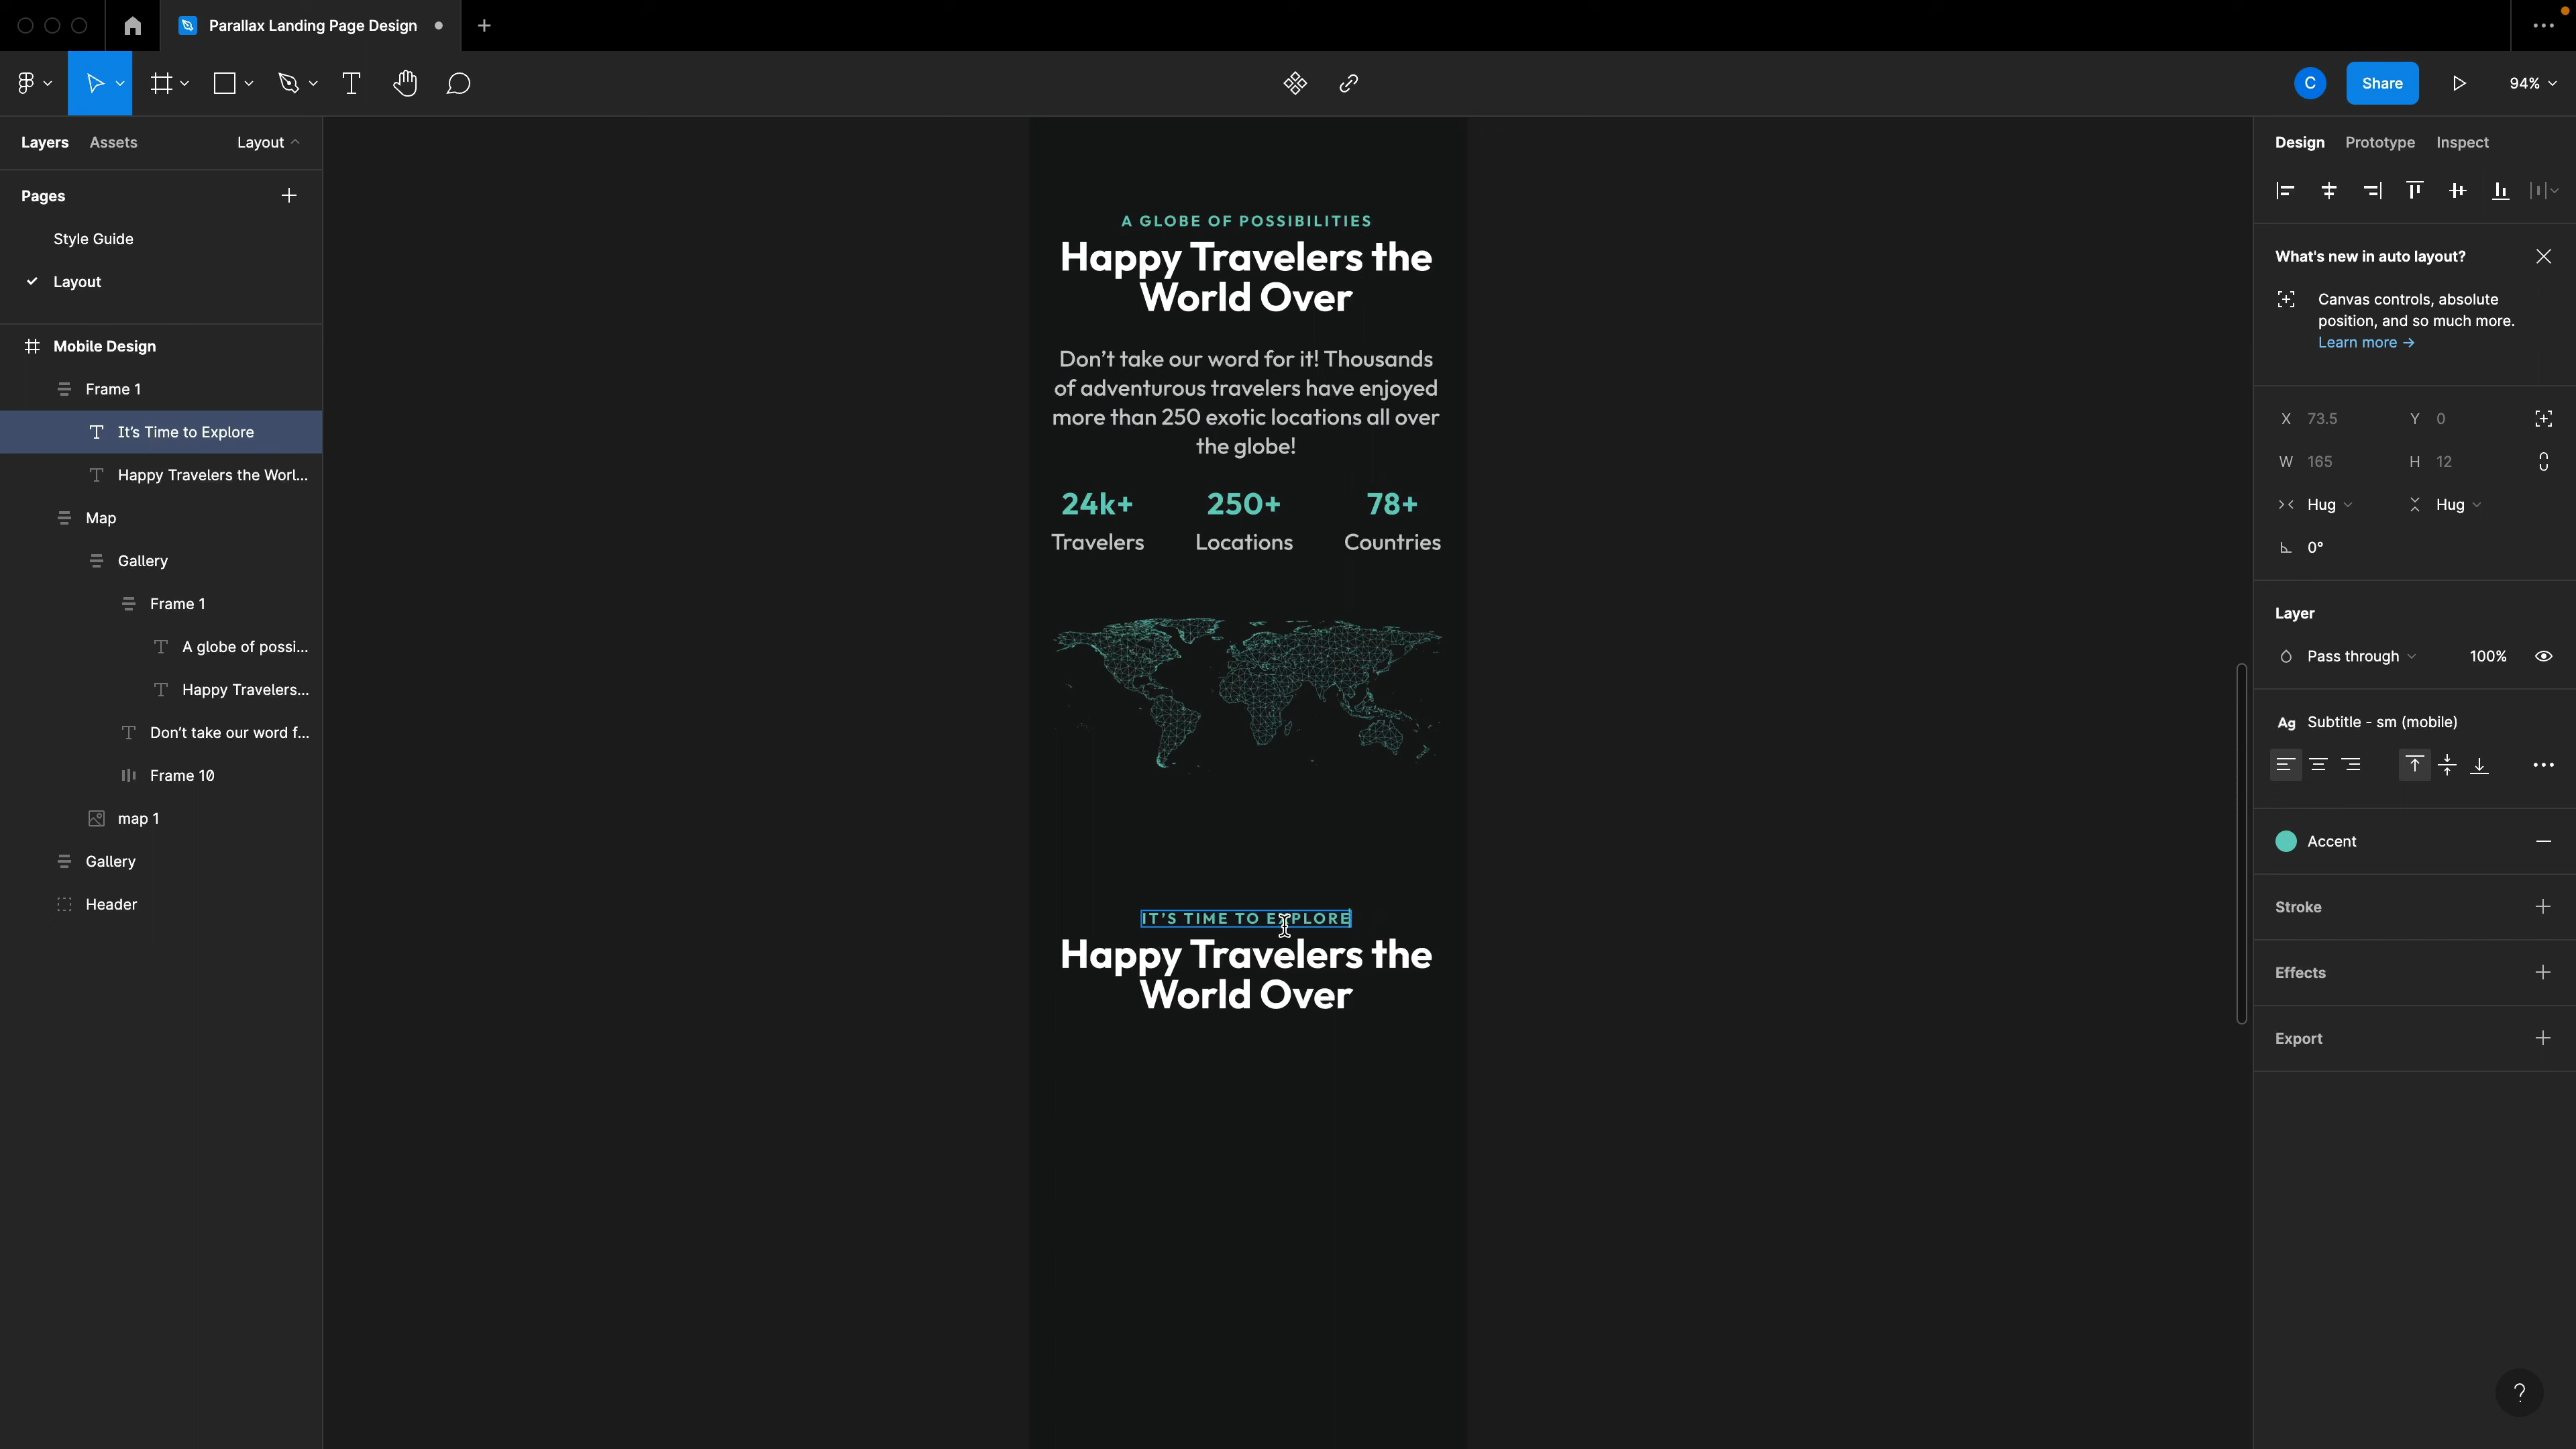 Parallax Landing Page Design
C
Share
94%
Layers
Assets
Layout
Pages
Style Guide
Layout
Mobile Design
Frame 1
It's Time to Explore
Happy Travelers the Worl...
Map
Gallery
Frame 1
A globe of possi...
Happy Travelers...
Don't take our word f...
Frame 10
map 1
Gallery
Header
A GLOBE OF POSSIBILITIES
Happy Travelers the
World Over
Don't take our word for it! Thousands
of adventurous travelers have enjoyed
more than 250 exotic locations all over
the globe!
24k+ 250+ 78+
Travelers Locations Countries
IT'S TIME TO EXPLORE
Happy Travelers the
World Over
Design Prototype Inspect
What's new in auto layout?
Canvas controls, absolute
position, and so much more.
Learn more →
X 73.5 Y 0
W 165 H 12
Hug Hug
0°
Layer
Pass through 100%
Ag Subtitle - sm (mobile)
Accent
Stroke
Effects
Export
?